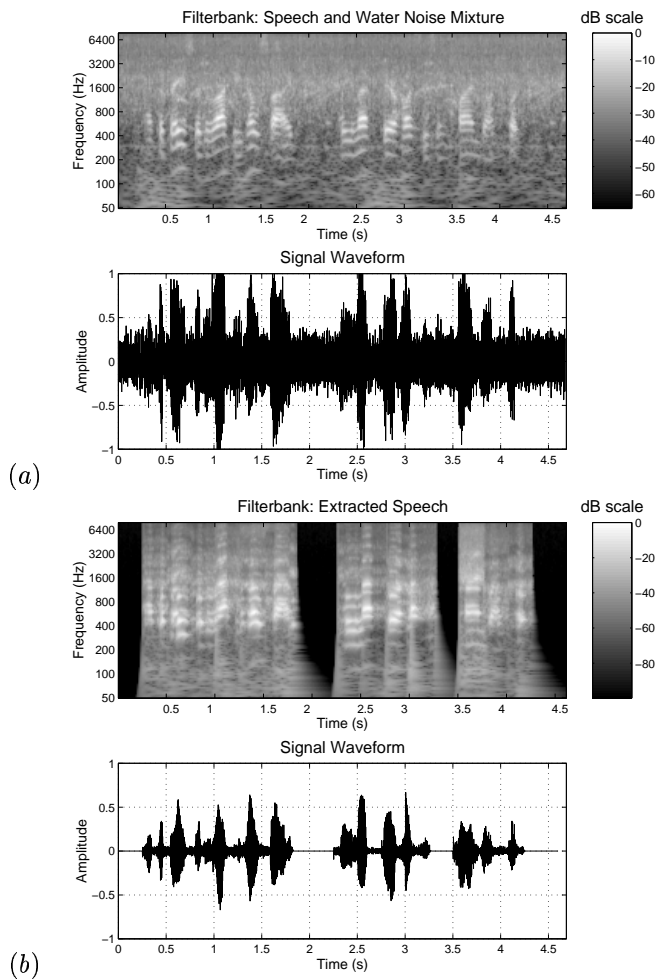 Filterbank: Speech and Water Noise Mixture
dB scale
Frequency (Hz)
6400
3200
1600
800
400
200
100
50
0.5 1 1.5 2 2.5 3 3.5 4 4.5
Time (s)
0
−10
−20
−30
−40
−50
−60
Signal Waveform
Amplitude
1
0.5
0
−0.5
−1
0 0.5 1 1.5 2 2.5 3 3.5 4 4.5
Time (s)
(a)
Filterbank: Extracted Speech
dB scale
Frequency (Hz)
6400
3200
1600
800
400
200
100
50
0.5 1 1.5 2 2.5 3 3.5 4 4.5
Time (s)
0
−20
−40
−60
−80
Signal Waveform
Amplitude
1
0.5
0
−0.5
−1
0 0.5 1 1.5 2 2.5 3 3.5 4 4.5
Time (s)
(b)